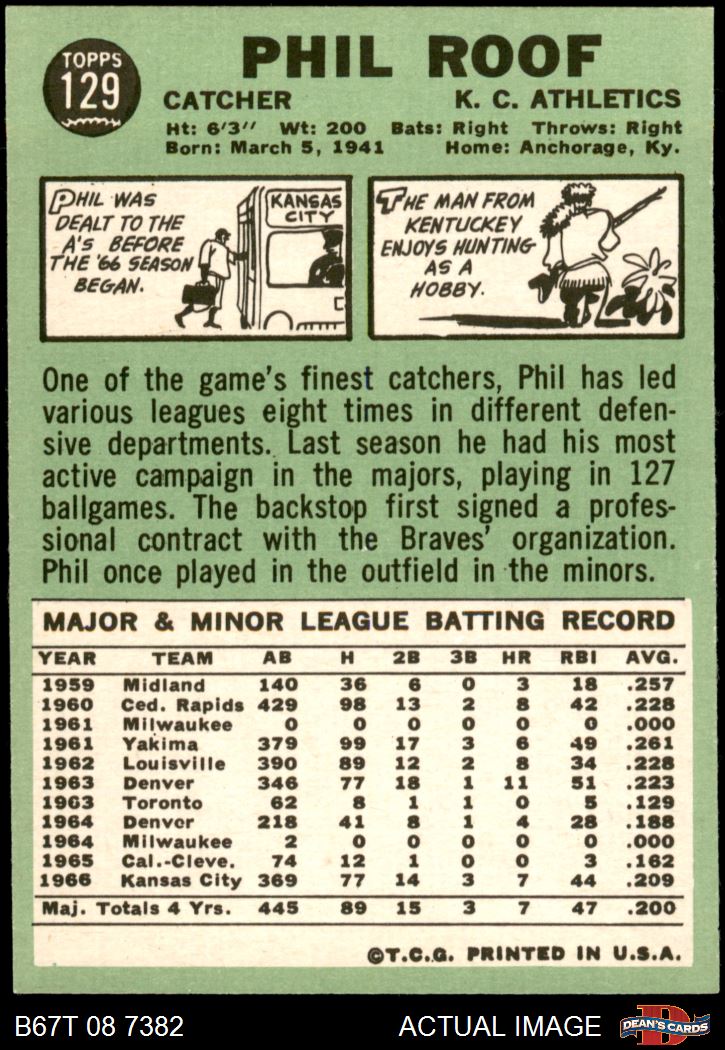 TOPPS
129
PHIL ROOF
CATCHER K. C. ATHLETICS
Ht: 6'3" Wt: 200 Bats: Right Throws: Right
Born: March 5, 1941 Home: Anchorage, Ky.
PHIL WAS
DEALT TO THE
A'S BEFORE
THE '66 SEASON
BEGAN.
KANSAS
CITY
THE MAN FROM
KENTUCKEY
ENJOYS HUNTING
AS A
HOBBY.
One of the game's finest catchers, Phil has led
various leagues eight times in different defen-
sive departments. Last season he had his most
active campaign in the majors, playing in 127
ballgames. The backstop first signed a profes-
sional contract with the Braves' organization.
Phil once played in the outfield in the minors.
MAJOR & MINOR LEAGUE BATTING RECORD
YEAR TEAM AB H 2B 3B HR RBI AVG.
1959 Midland 140 36 6 0 3 18 .257
1960 Ced. Rapids 429 98 13 2 8 42 .228
1961 Milwaukee 0 0 0 0 0 0 .000
1961 Yakima 379 99 17 3 6 49 .261
1962 Louisville 390 89 12 2 8 34 .228
1963 Denver 346 77 18 1 11 51 .223
1963 Toronto 62 8 1 1 0 5 .129
1964 Denver 218 41 8 1 4 28 .188
1964 Milwaukee 2 0 0 0 0 0 .000
1965 Cal.-Cleve. 74 12 1 0 0 3 .162
1966 Kansas City 369 77 14 3 7 44 .209
Maj. Totals 4 Yrs. 445 89 15 3 7 47 .200
©T.C.G. PRINTED IN U.S.A.
B67T 08 7382 ACTUAL IMAGE
D
DEAN'S CARDS